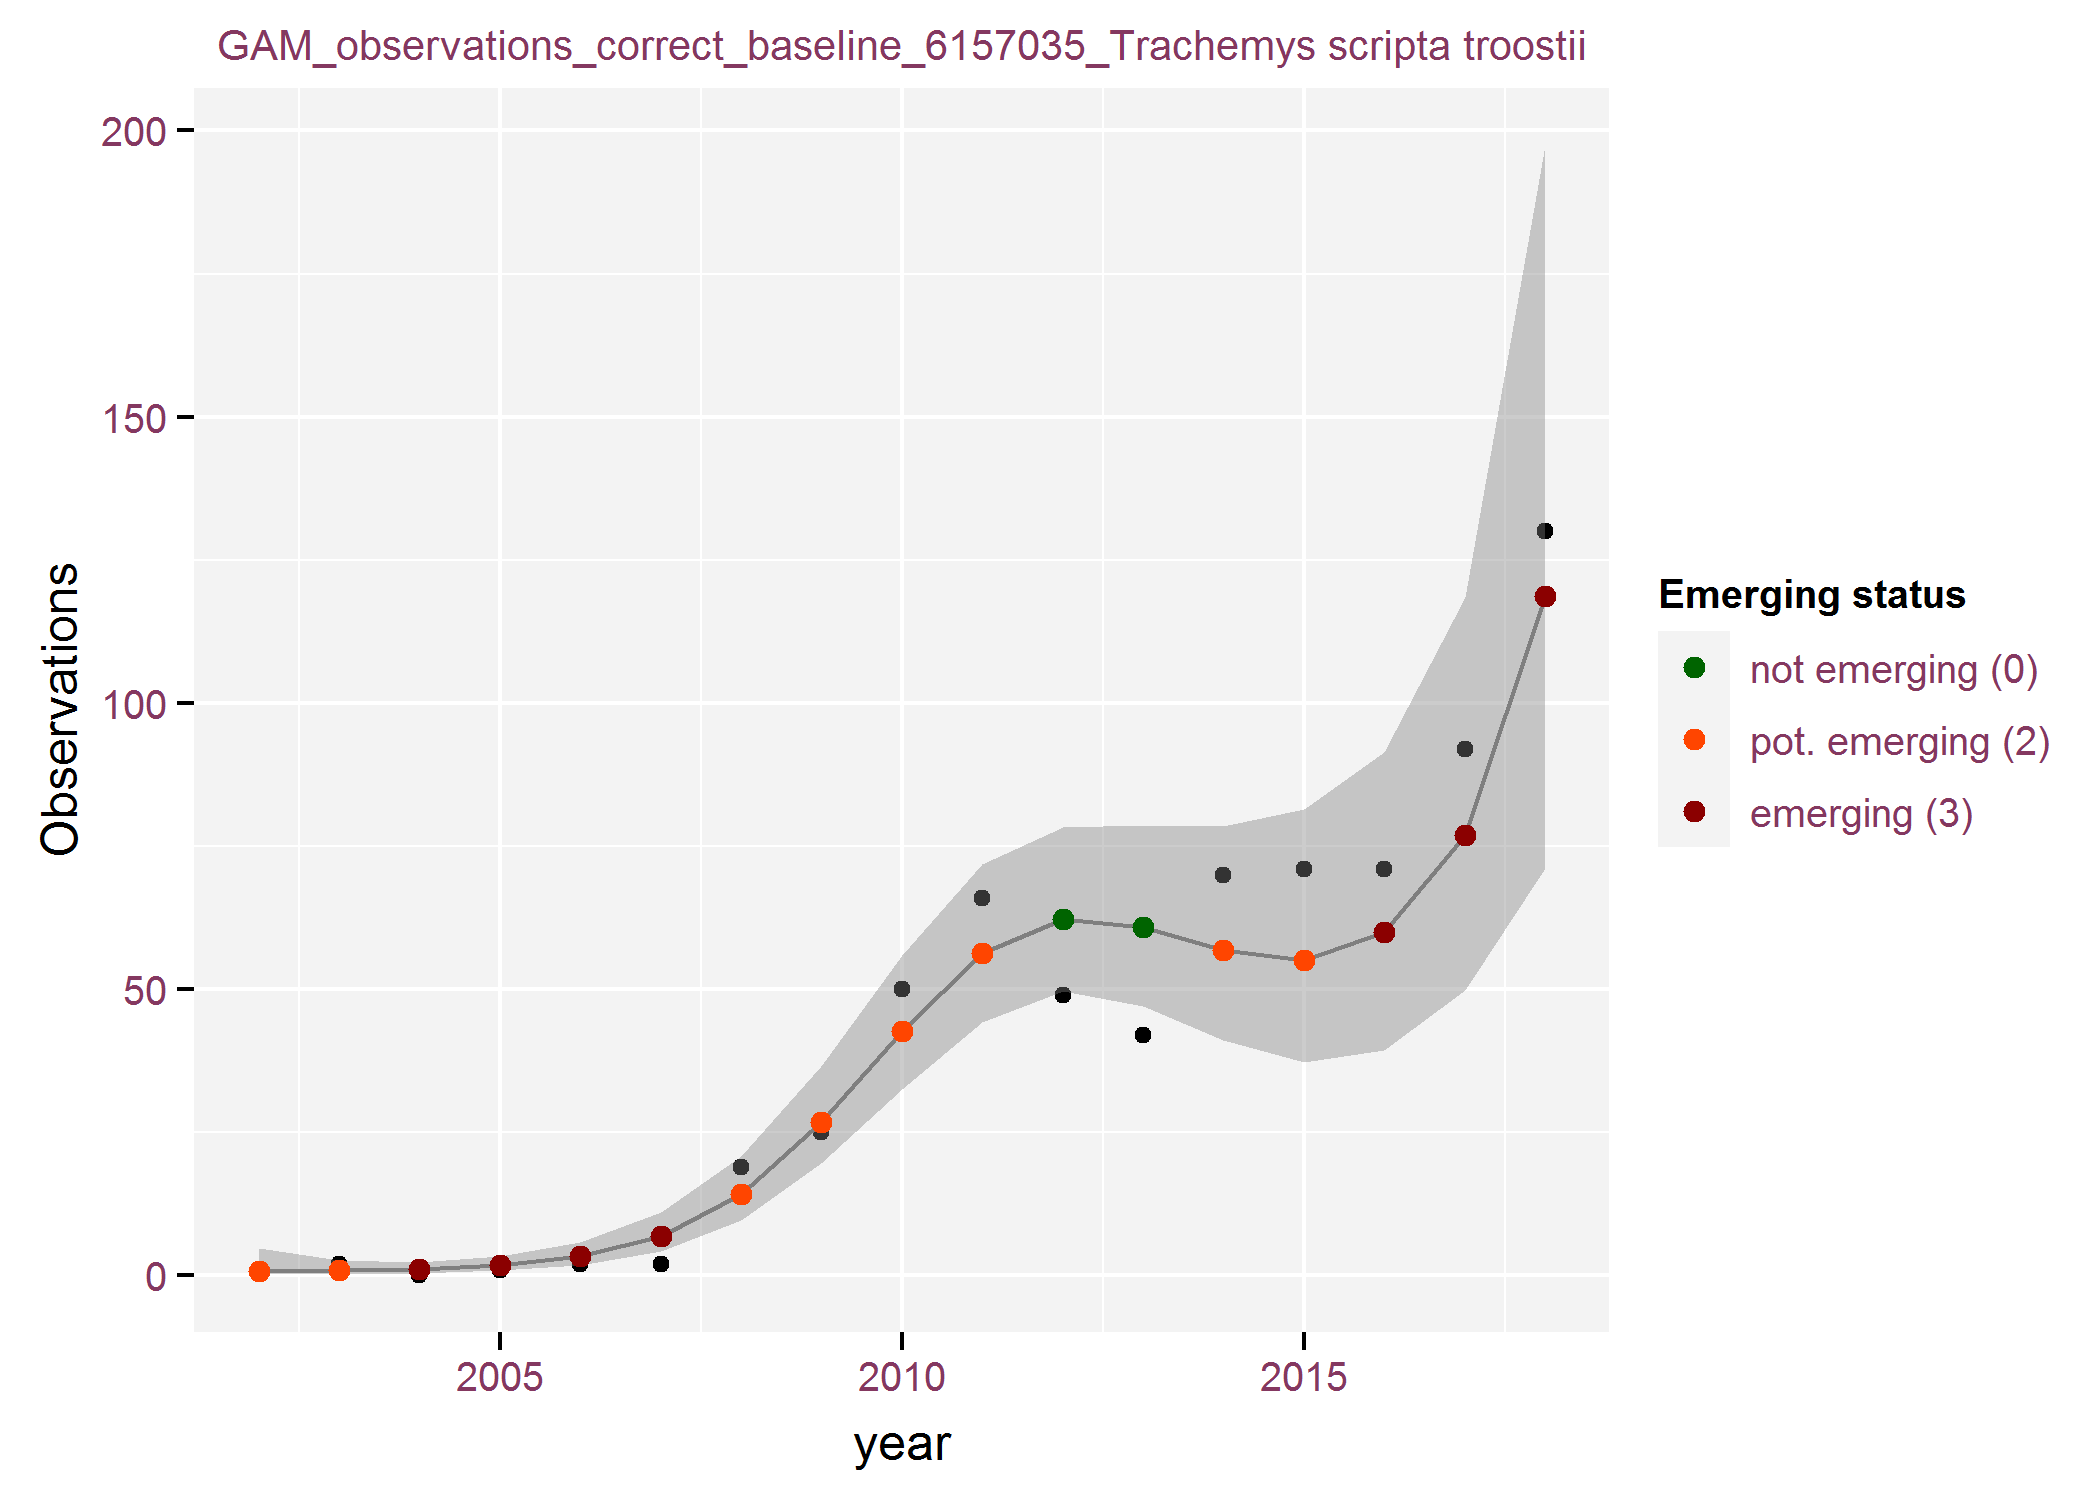 GAM_observations_correct_baseline_6157035_Trachemys scripta troostii
200
150
100
50
0
Observations
2005 2010 2015
year
Emerging status
not emerging (0)
pot. emerging (2)
emerging (3)